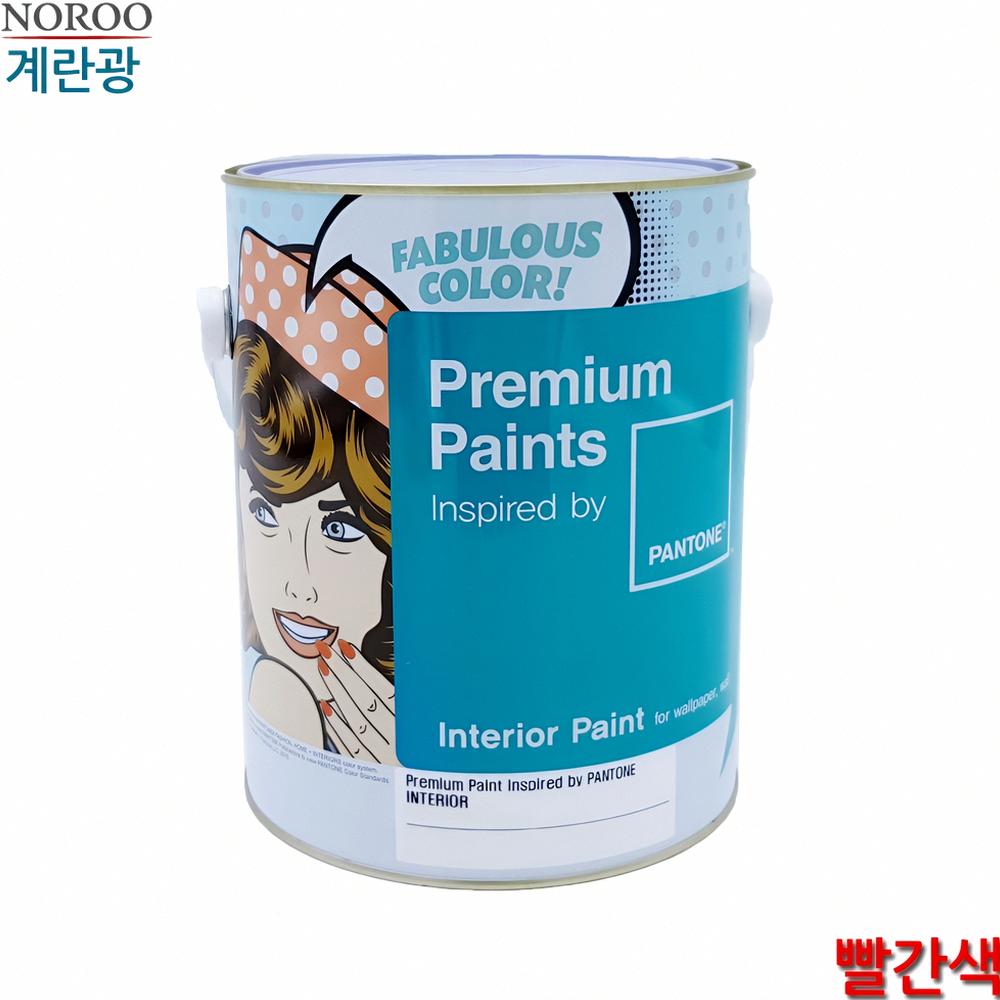 NOROO
계란광
FABULOUS
COLOR!
Premium
Paints
Inspired by
PANTONE®
Interior Paint for wallpaper, wall
Premium Paint Inspired by PANTONE
INTERIOR
빨간색